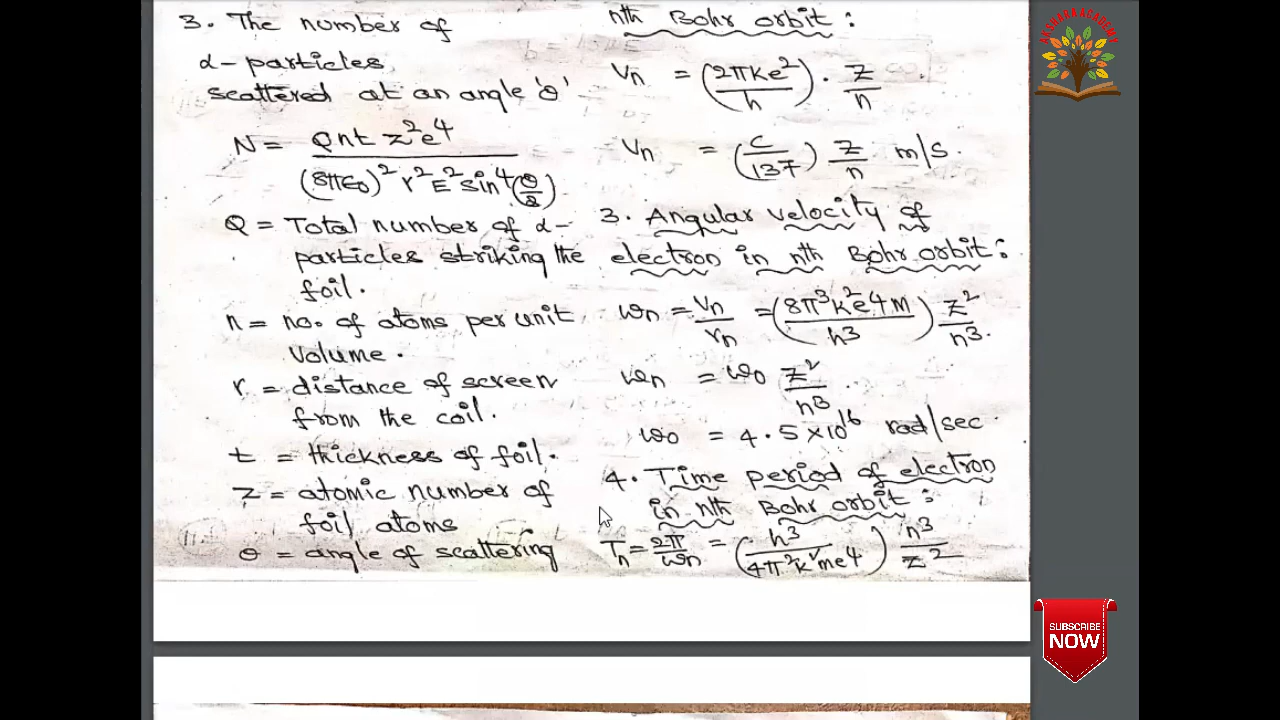 3. The number of
α- particles
scattered at an angle 'θ'
N = Qnt z²e⁴ / (8πϵ₀)² r² E² sin⁴(θ/2)
Q = Total number of α-
particles striking the
foil.
n = no. of atoms per unit
volume.
r = distance of screen
from the coil.
t = thickness of foil.
z = atomic number of
foil atoms
θ = angle of scattering
nth Bohr orbit :
Vn = (2πke²/h) · z/n
Vn = (c/137) z/n m/s.
3. Angular velocity of
electron in nth Bohr orbit :
ωn = Vn/rn = (8π³k²e⁴m/h³) z²/n³.
ωn = ω₀ z²/n³
ω₀ = 4.5×10¹⁶ rad/sec
4. Time period of electron
in nth Bohr orbit :
Tn = 2π/ωn = (h³/4π²k²me⁴) n³/z²
AKSHARA ACADEMY
SUBSCRIBE
NOW